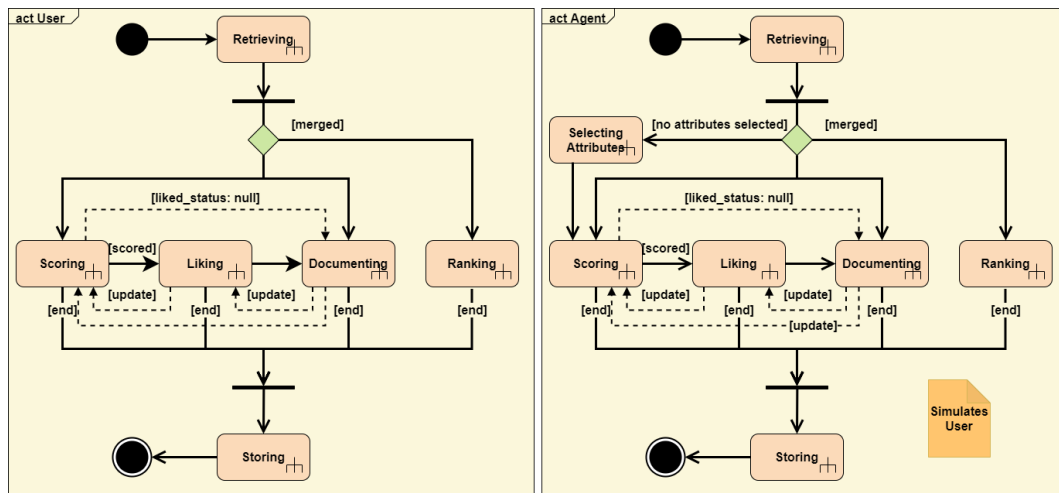 act User
Retrieving
[merged]
[liked_status: null]
Scoring
[scored]
Liking
Documenting
Ranking
[update]
[update]
[end]
[end]
[end]
[end]
Storing
act Agent
Retrieving
Selecting
Attributes
[no attributes selected]
[merged]
[liked_status: null]
Scoring
[scored]
Liking
Documenting
Ranking
[update]
[update]
[end]
[end]
[end]
[end]
[update]
Simulates
User
Storing